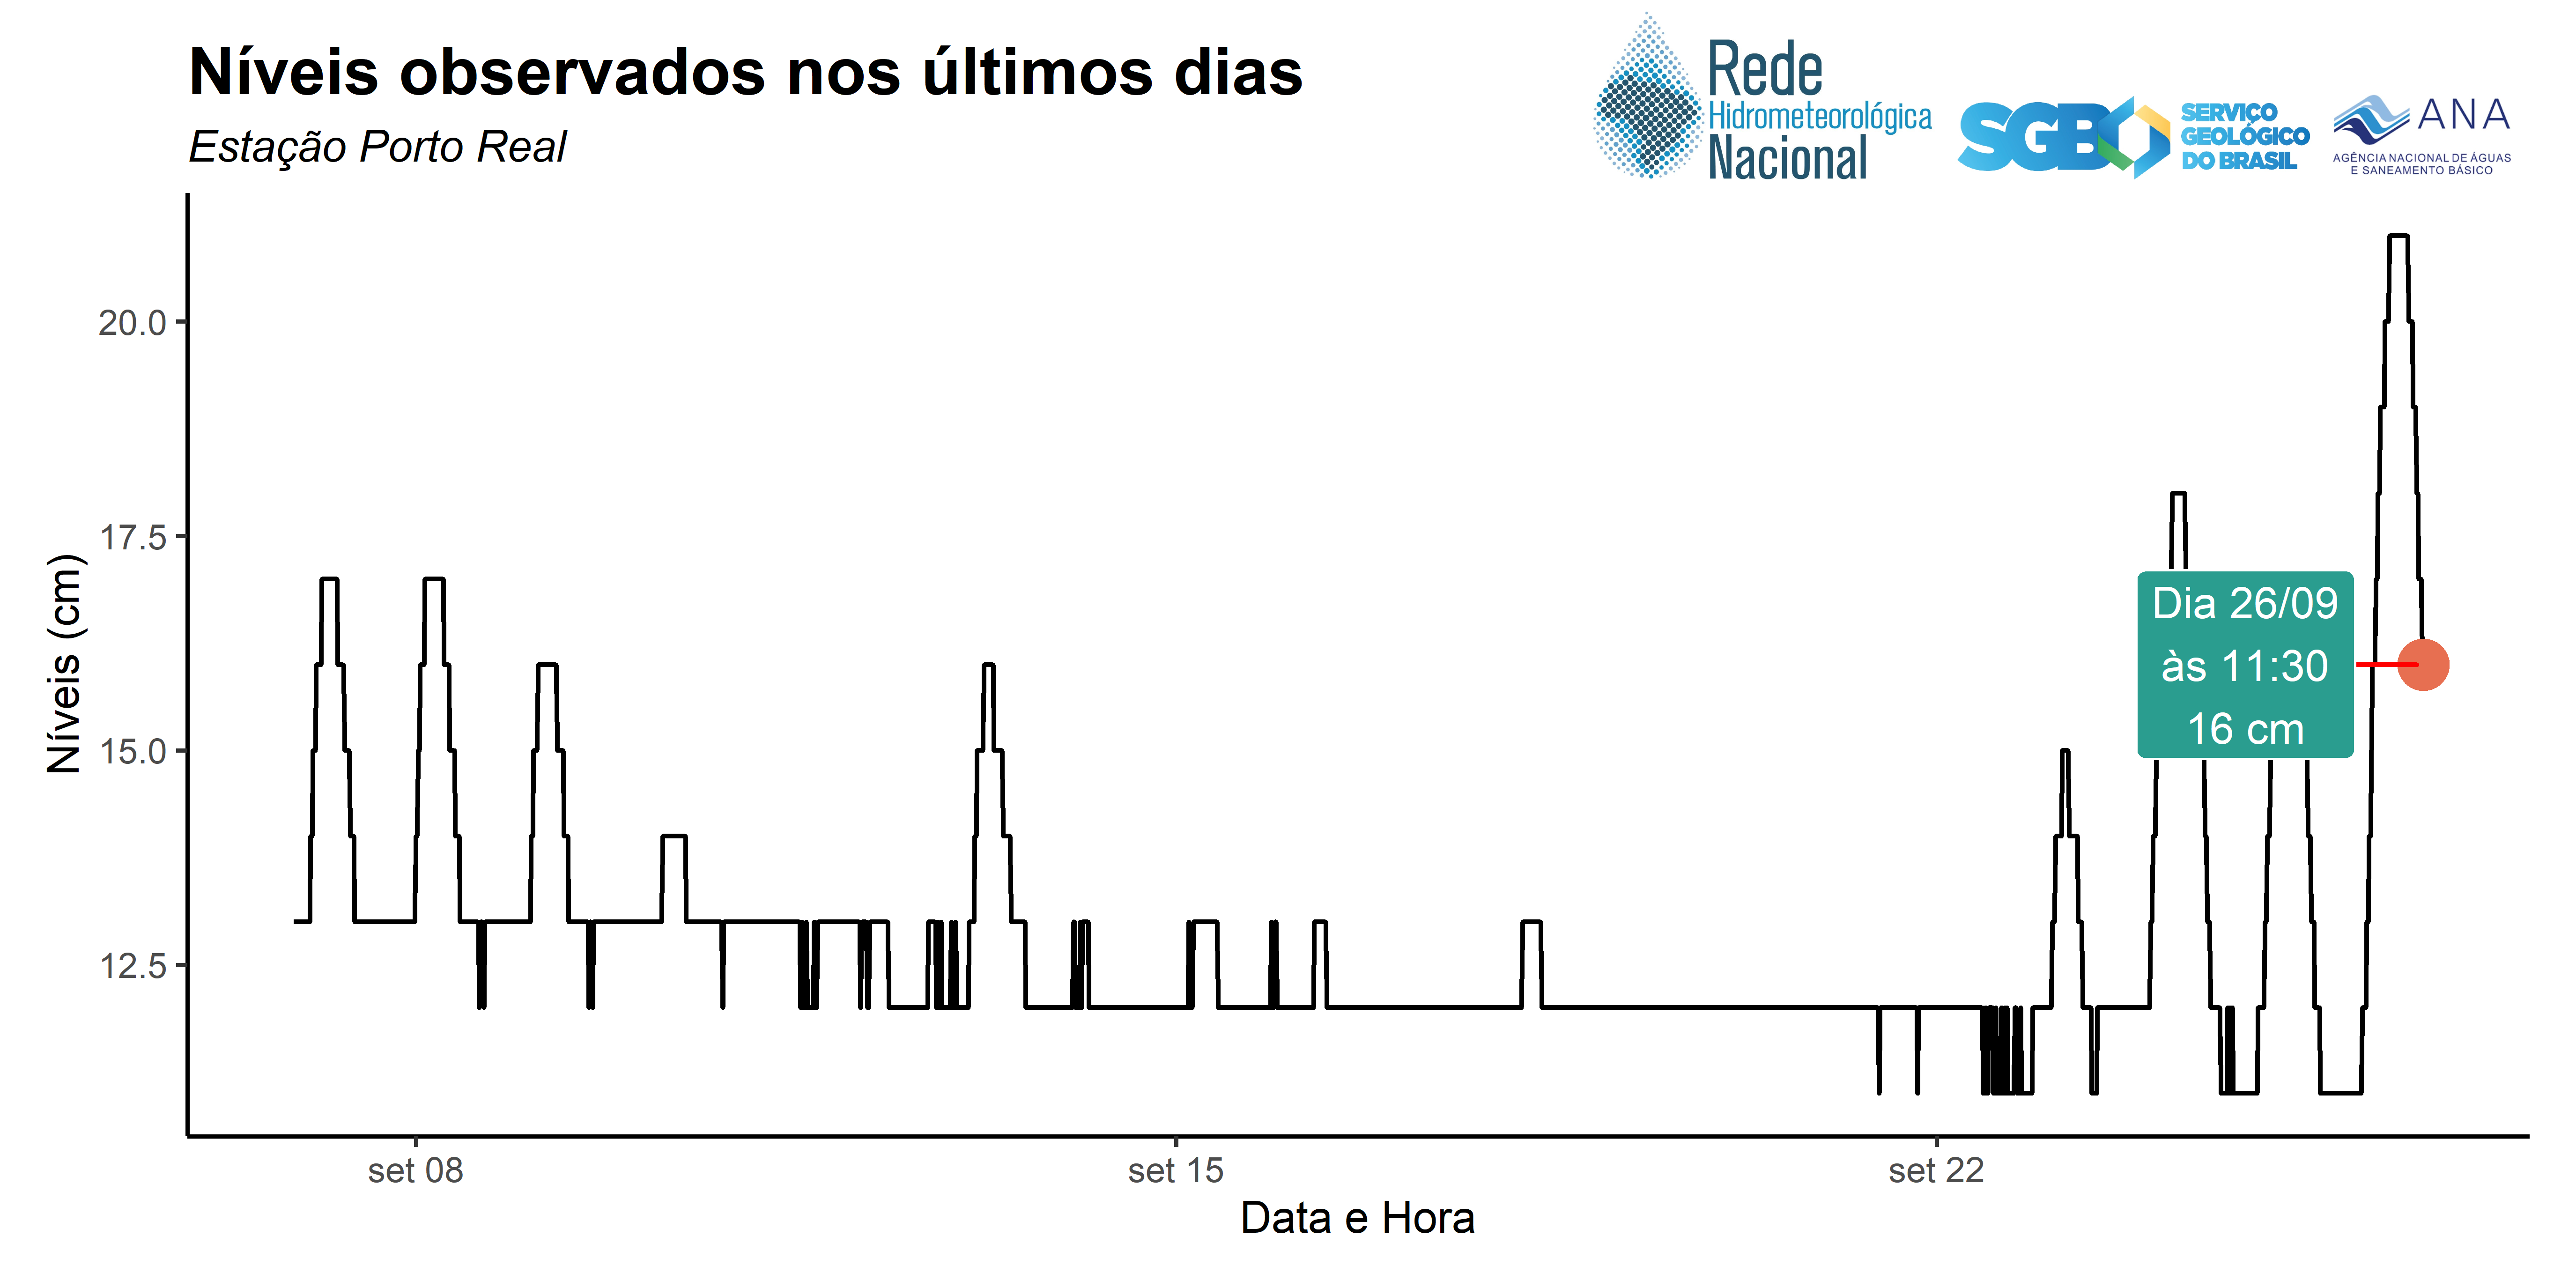 Níveis observados nos últimos dias
Estação Porto Real
Rede
Hidrometeorológica
Nacional
SGB
SERVIÇO
GEOLÓGICO
DO BRASIL
ANA
AGÊNCIA NACIONAL DE ÁGUAS
E SANEAMENTO BÁSICO
Níveis (cm)
20.0
17.5
15.0
12.5
Dia 26/09
às 11:30
16 cm
set 08
set 15
set 22
Data e Hora